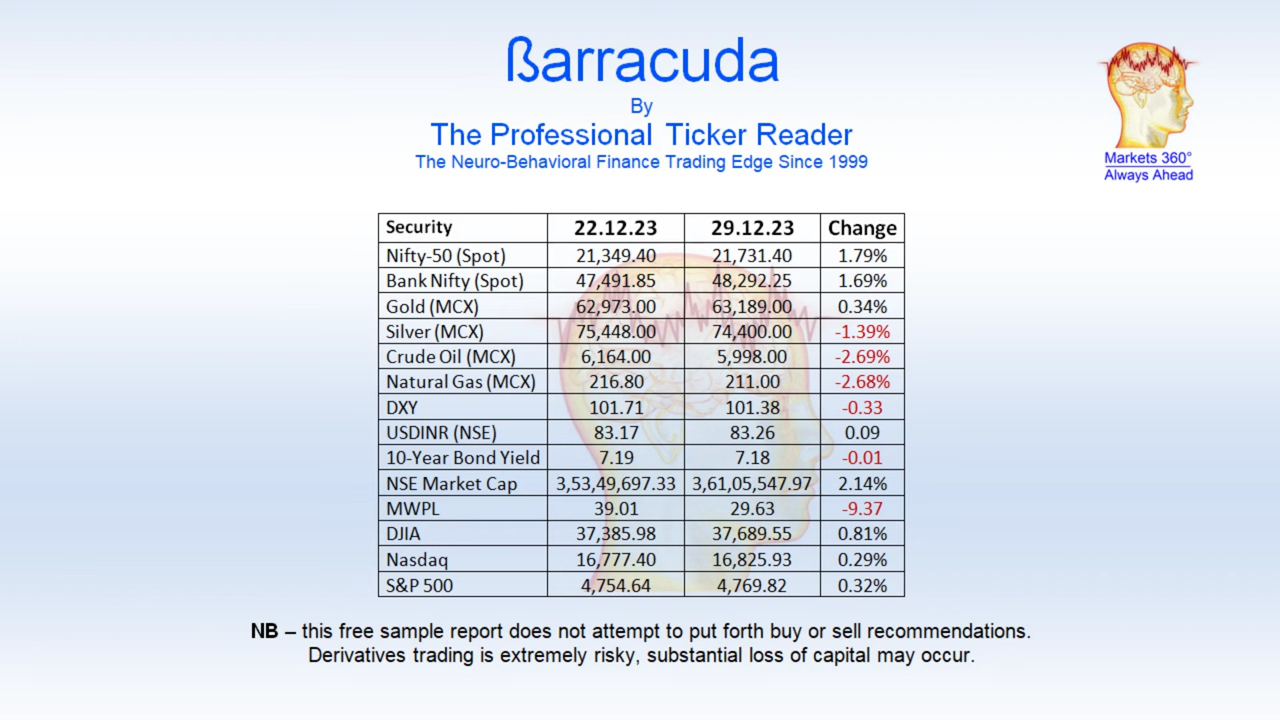 ßarracuda
By
The Professional Ticker Reader
The Neuro-Behavioral Finance Trading Edge Since 1999
Markets 360°
Always Ahead
Security 22.12.23 29.12.23 Change
Nifty-50 (Spot) 21,349.40 21,731.40 1.79%
Bank Nifty (Spot) 47,491.85 48,292.25 1.69%
Gold (MCX) 62,973.00 63,189.00 0.34%
Silver (MCX) 75,448.00 74,400.00 -1.39%
Crude Oil (MCX) 6,164.00 5,998.00 -2.69%
Natural Gas (MCX) 216.80 211.00 -2.68%
DXY 101.71 101.38 -0.33
USDINR (NSE) 83.17 83.26 0.09
10-Year Bond Yield 7.19 7.18 -0.01
NSE Market Cap 3,53,49,697.33 3,61,05,547.97 2.14%
MWPL 39.01 29.63 -9.37
DJIA 37,385.98 37,689.55 0.81%
Nasdaq 16,777.40 16,825.93 0.29%
S&P 500 4,754.64 4,769.82 0.32%
NB – this free sample report does not attempt to put forth buy or sell recommendations.
Derivatives trading is extremely risky, substantial loss of capital may occur.